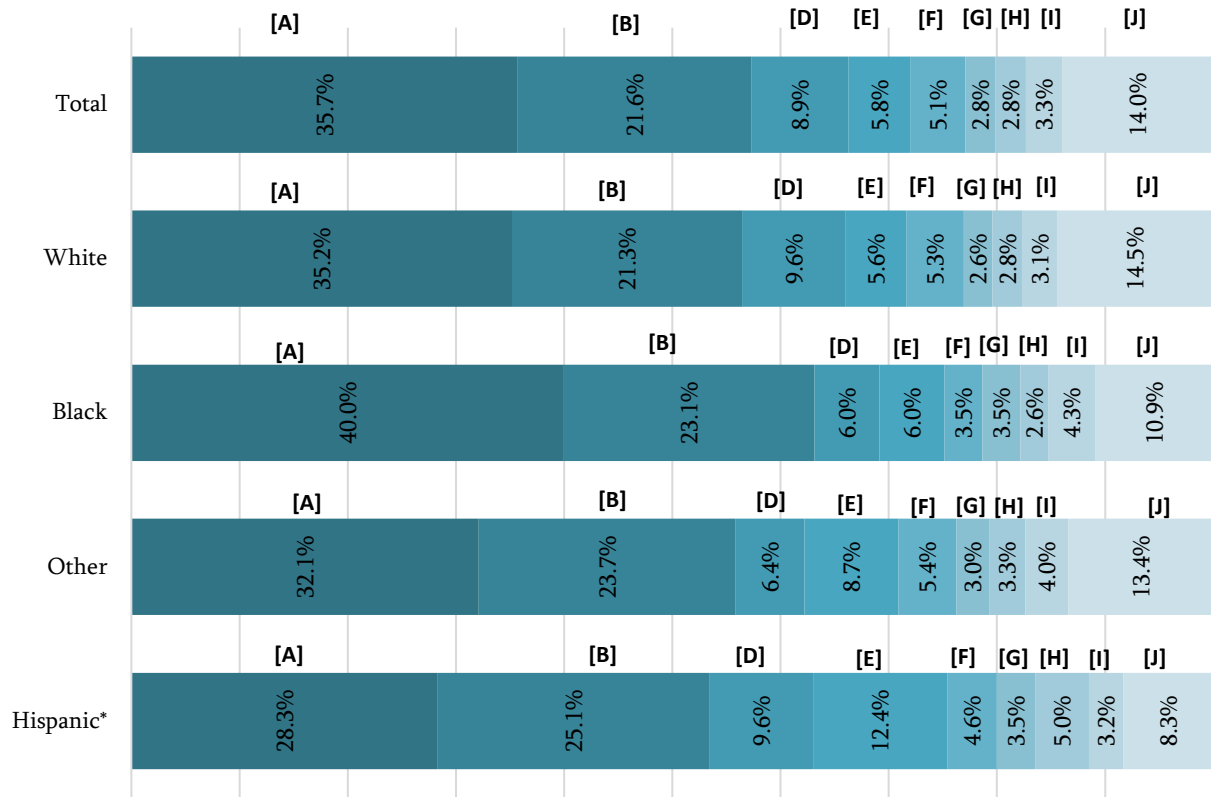 [A] [B] [D] [E] [F] [G] [H] [I] [J]
Total 35.7% 21.6% 8.9% 5.8% 5.1% 2.8% 2.8% 3.3% 14.0%
[A] [B] [D] [E] [F] [G] [H] [I] [J]
White 35.2% 21.3% 9.6% 5.6% 5.3% 2.6% 2.8% 3.1% 14.5%
[A] [B] [D] [E] [F] [G] [H] [I] [J]
Black 40.0% 23.1% 6.0% 6.0% 3.5% 3.5% 2.6% 4.3% 10.9%
[A] [B] [D] [E] [F] [G] [H] [I] [J]
Other 32.1% 23.7% 6.4% 8.7% 5.4% 3.0% 3.3% 4.0% 13.4%
[A] [B] [D] [E] [F] [G] [H] [I] [J]
Hispanic* 28.3% 25.1% 9.6% 12.4% 4.6% 3.5% 5.0% 3.2% 8.3%